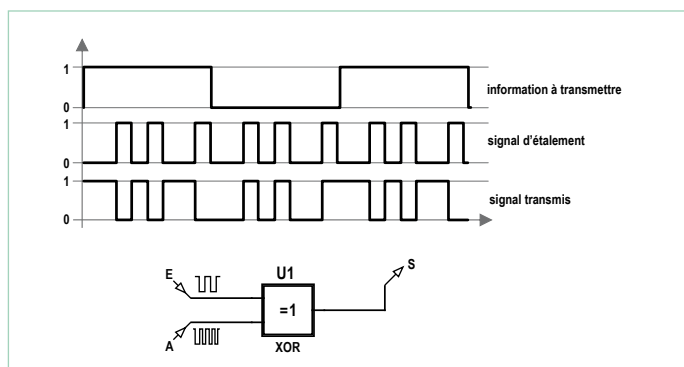 1
information à transmettre
0
1
signal d'étalement
0
1
signal transmis
0
E
U1
S
=1
A
XOR